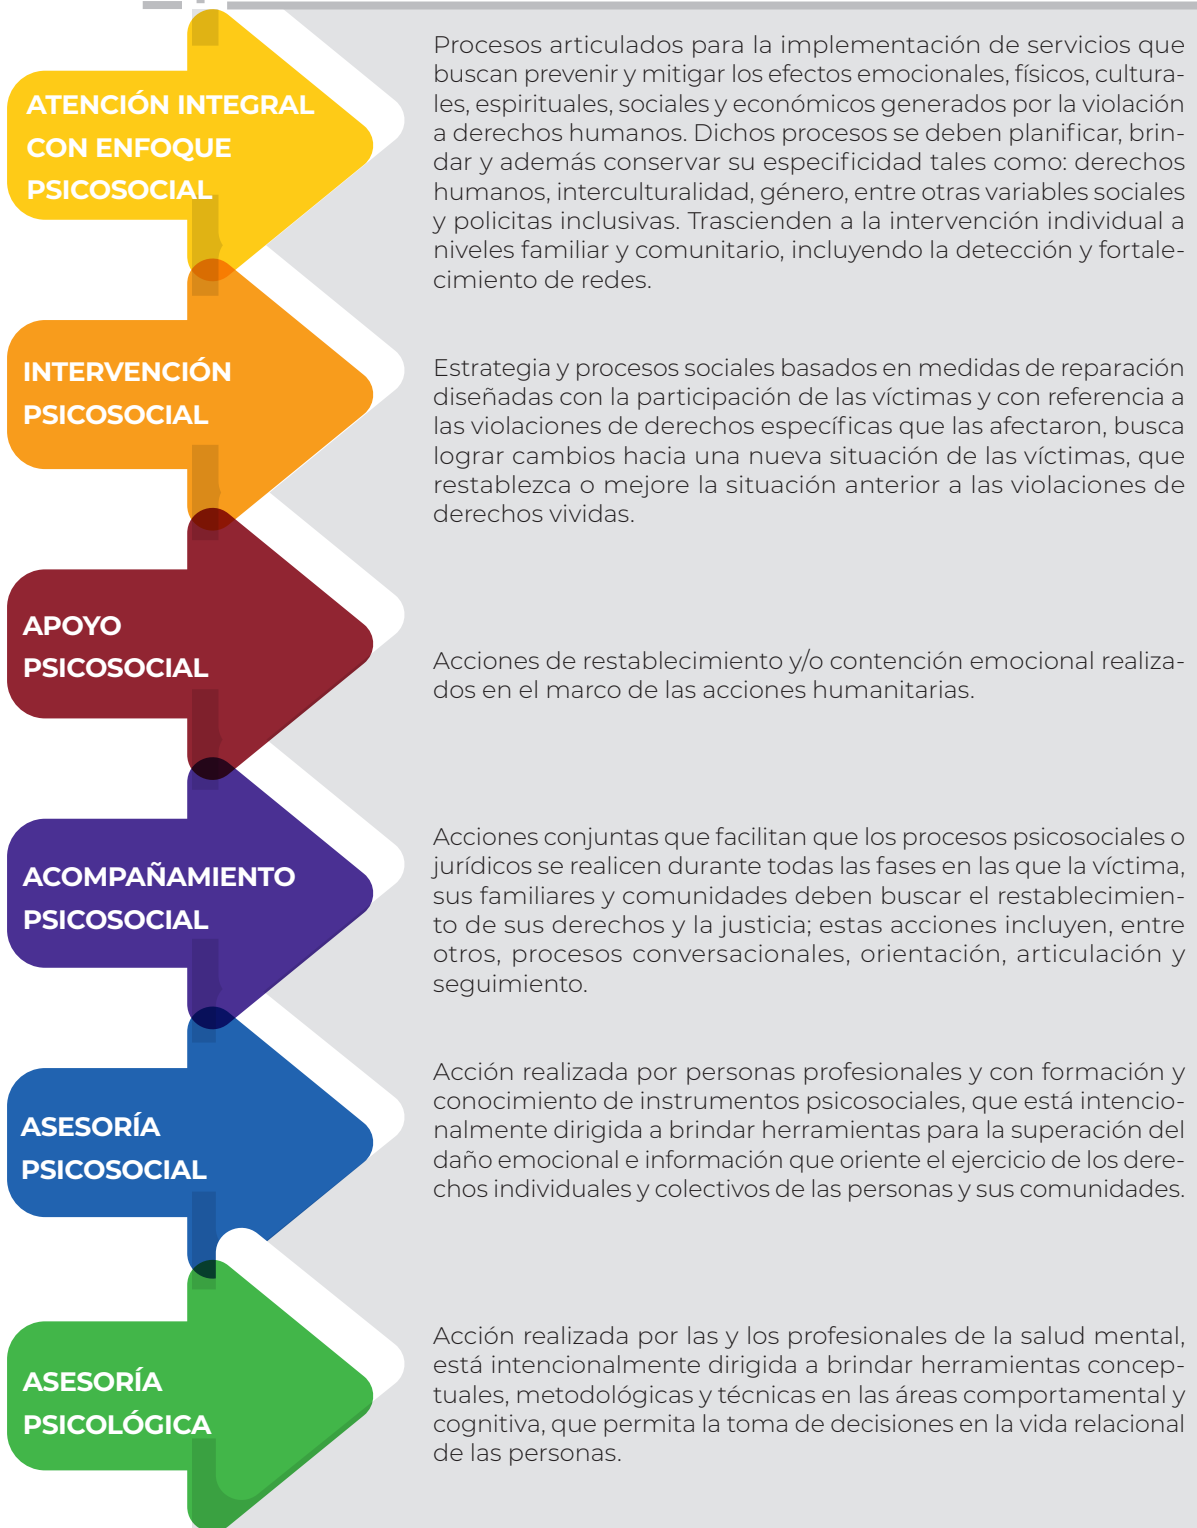 ATENCIÓN INTEGRAL
CON ENFOQUE
PSICOSOCIAL
Procesos articulados para la implementación de servicios que
buscan prevenir y mitigar los efectos emocionales, físicos, cultura-
les, espirituales, sociales y económicos generados por la violación
a derechos humanos. Dichos procesos se deben planificar, brin-
dar y además conservar su especificidad tales como: derechos
humanos, interculturalidad, género, entre otras variables sociales
y policitas inclusivas. Trascienden a la intervención individual a
niveles familiar y comunitario, incluyendo la detección y fortale-
cimiento de redes.
INTERVENCIÓN
PSICOSOCIAL
Estrategia y procesos sociales basados en medidas de reparación
diseñadas con la participación de las víctimas y con referencia a
las violaciones de derechos específicas que las afectaron, busca
lograr cambios hacia una nueva situación de las víctimas, que
restablezca o mejore la situación anterior a las violaciones de
derechos vividas.
APOYO
PSICOSOCIAL
Acciones de restablecimiento y/o contención emocional realiza-
dos en el marco de las acciones humanitarias.
ACOMPAÑAMIENTO
PSICOSOCIAL
Acciones conjuntas que facilitan que los procesos psicosociales o
jurídicos se realicen durante todas las fases en las que la víctima,
sus familiares y comunidades deben buscar el restablecimien-
to de sus derechos y la justicia; estas acciones incluyen, entre
otros, procesos conversacionales, orientación, articulación y
seguimiento.
ASESORÍA
PSICOSOCIAL
Acción realizada por personas profesionales y con formación y
conocimiento de instrumentos psicosociales, que está intencio-
nalmente dirigida a brindar herramientas para la superación del
daño emocional e información que oriente el ejercicio de los dere-
chos individuales y colectivos de las personas y sus comunidades.
ASESORÍA
PSICOLÓGICA
Acción realizada por las y los profesionales de la salud mental,
está intencionalmente dirigida a brindar herramientas concep-
tuales, metodológicas y técnicas en las áreas comportamental y
cognitiva, que permita la toma de decisiones en la vida relacional
de las personas.